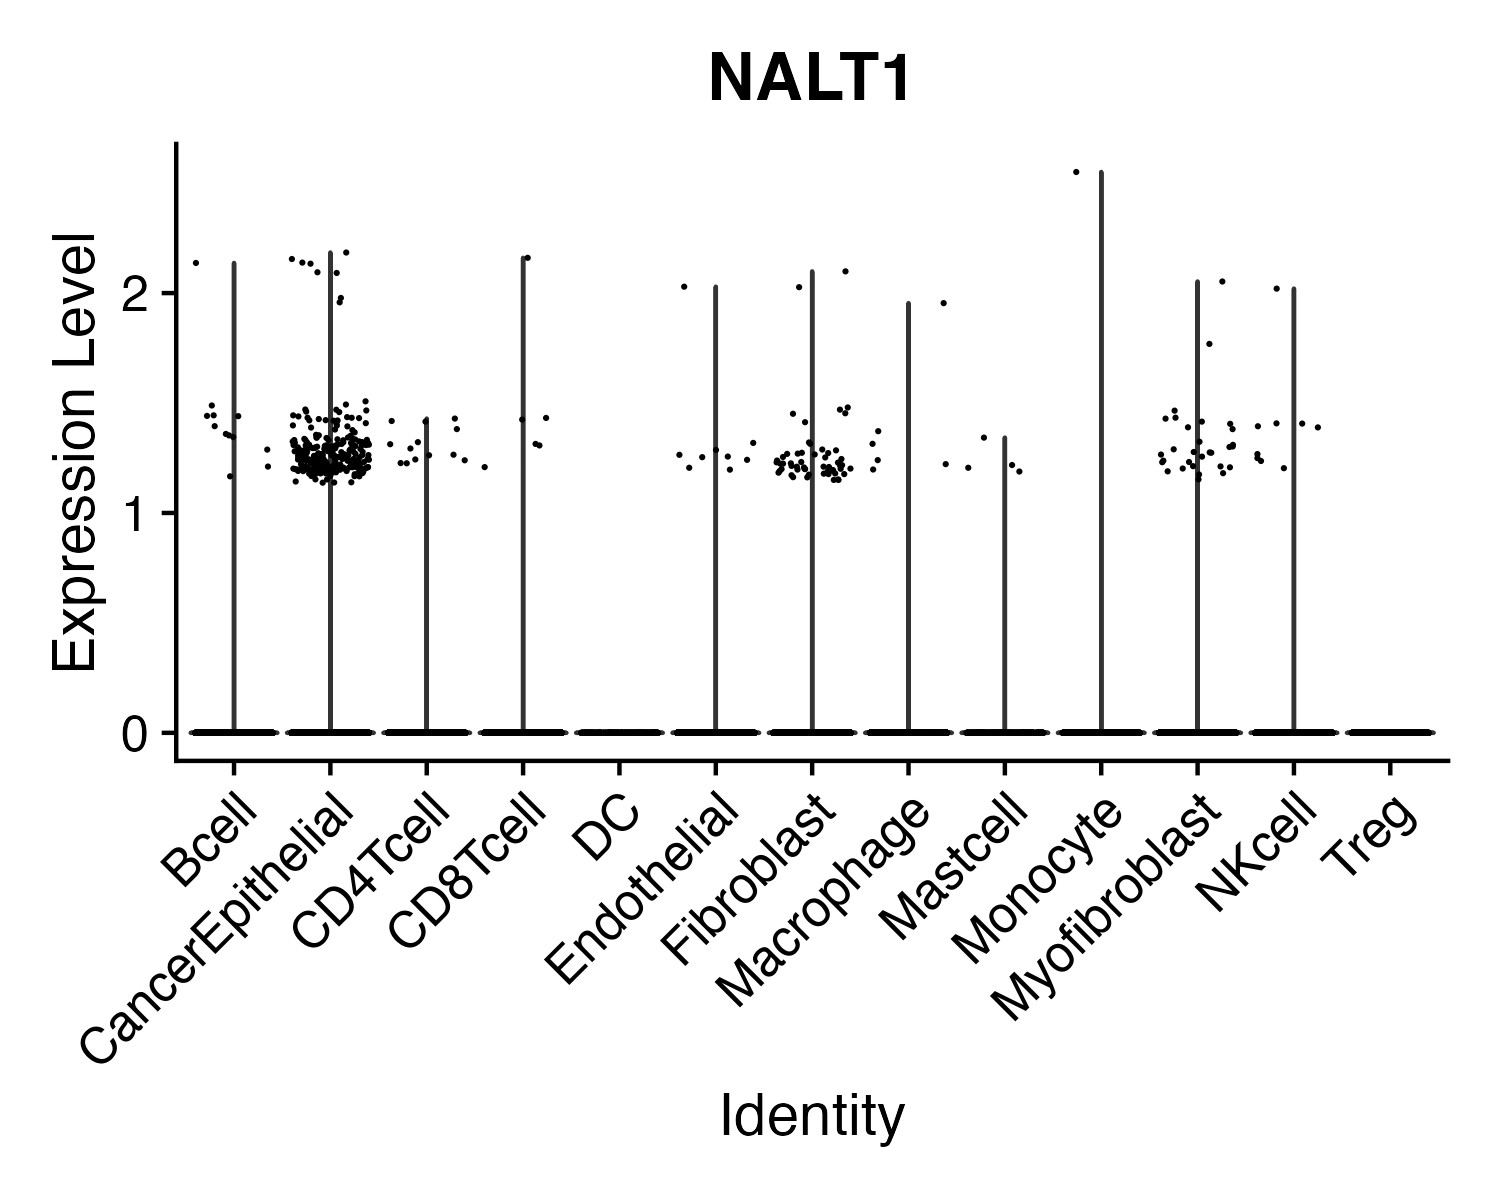 NALT1
Expression Level
2
1
0
Bcell
CancerEpithelial
CD4Tcell
CD8Tcell
DC
Endothelial
Fibroblast
Macrophage
Mastcell
Monocyte
Myofibroblast
NKcell
Treg
Identity